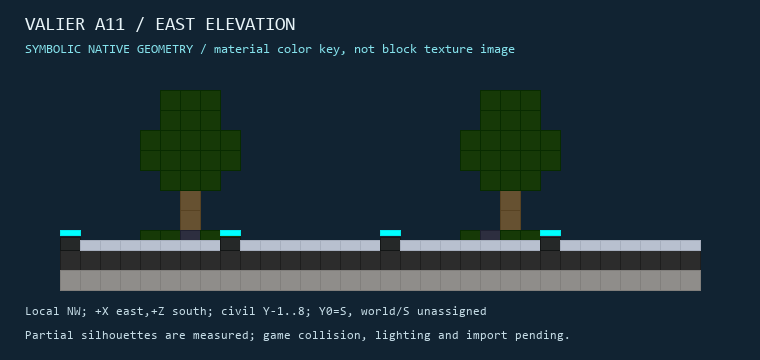 VALIER A11 / EAST ELEVATION
SYMBOLIC NATIVE GEOMETRY / material color key, not block texture image
Local NW; +X east,+Z south; civil Y-1..8; Y0=S, world/S unassigned
Partial silhouettes are measured; game collision, lighting and import pending.